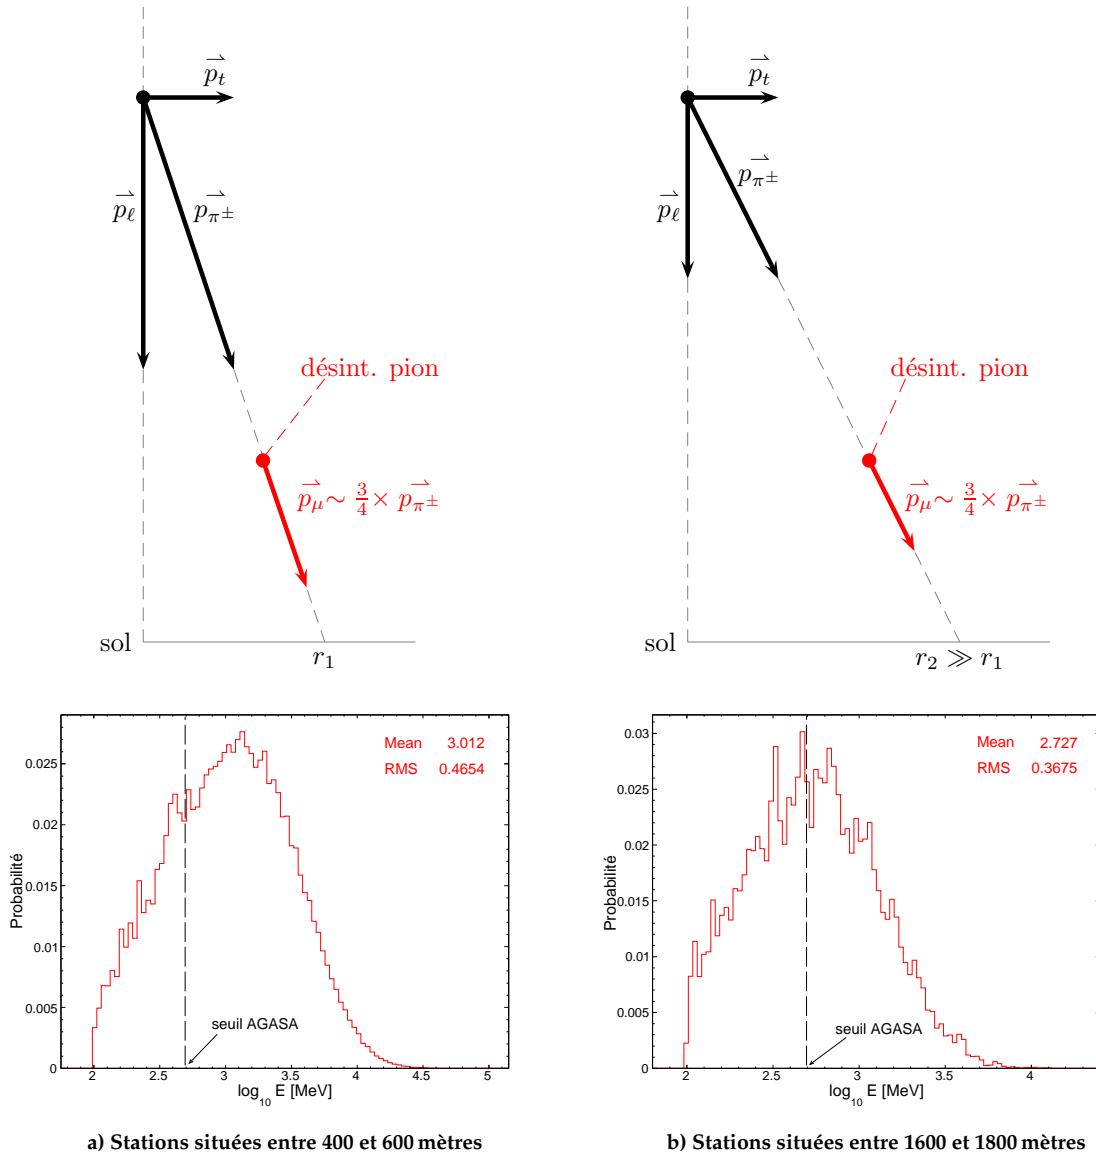 p_t
p_ℓ
p_π±
désint. pion
p_μ ∼ 3/4 × p_π±
sol
r_1
p_t
p_ℓ
p_π±
désint. pion
p_μ ∼ 3/4 × p_π±
sol
r_2 ≫ r_1
Mean 3.012
RMS 0.4654
Probabilité
0.025
0.02
0.015
0.01
0.005
0
seuil AGASA
2 2.5 3 3.5 4 4.5 5
log10 E [MeV]
a) Stations situées entre 400 et 600 mètres
Mean 2.727
RMS 0.3675
Probabilité
0.03
0.025
0.02
0.015
0.01
0.005
0
seuil AGASA
2 2.5 3 3.5 4
log10 E [MeV]
b) Stations situées entre 1600 et 1800 mètres